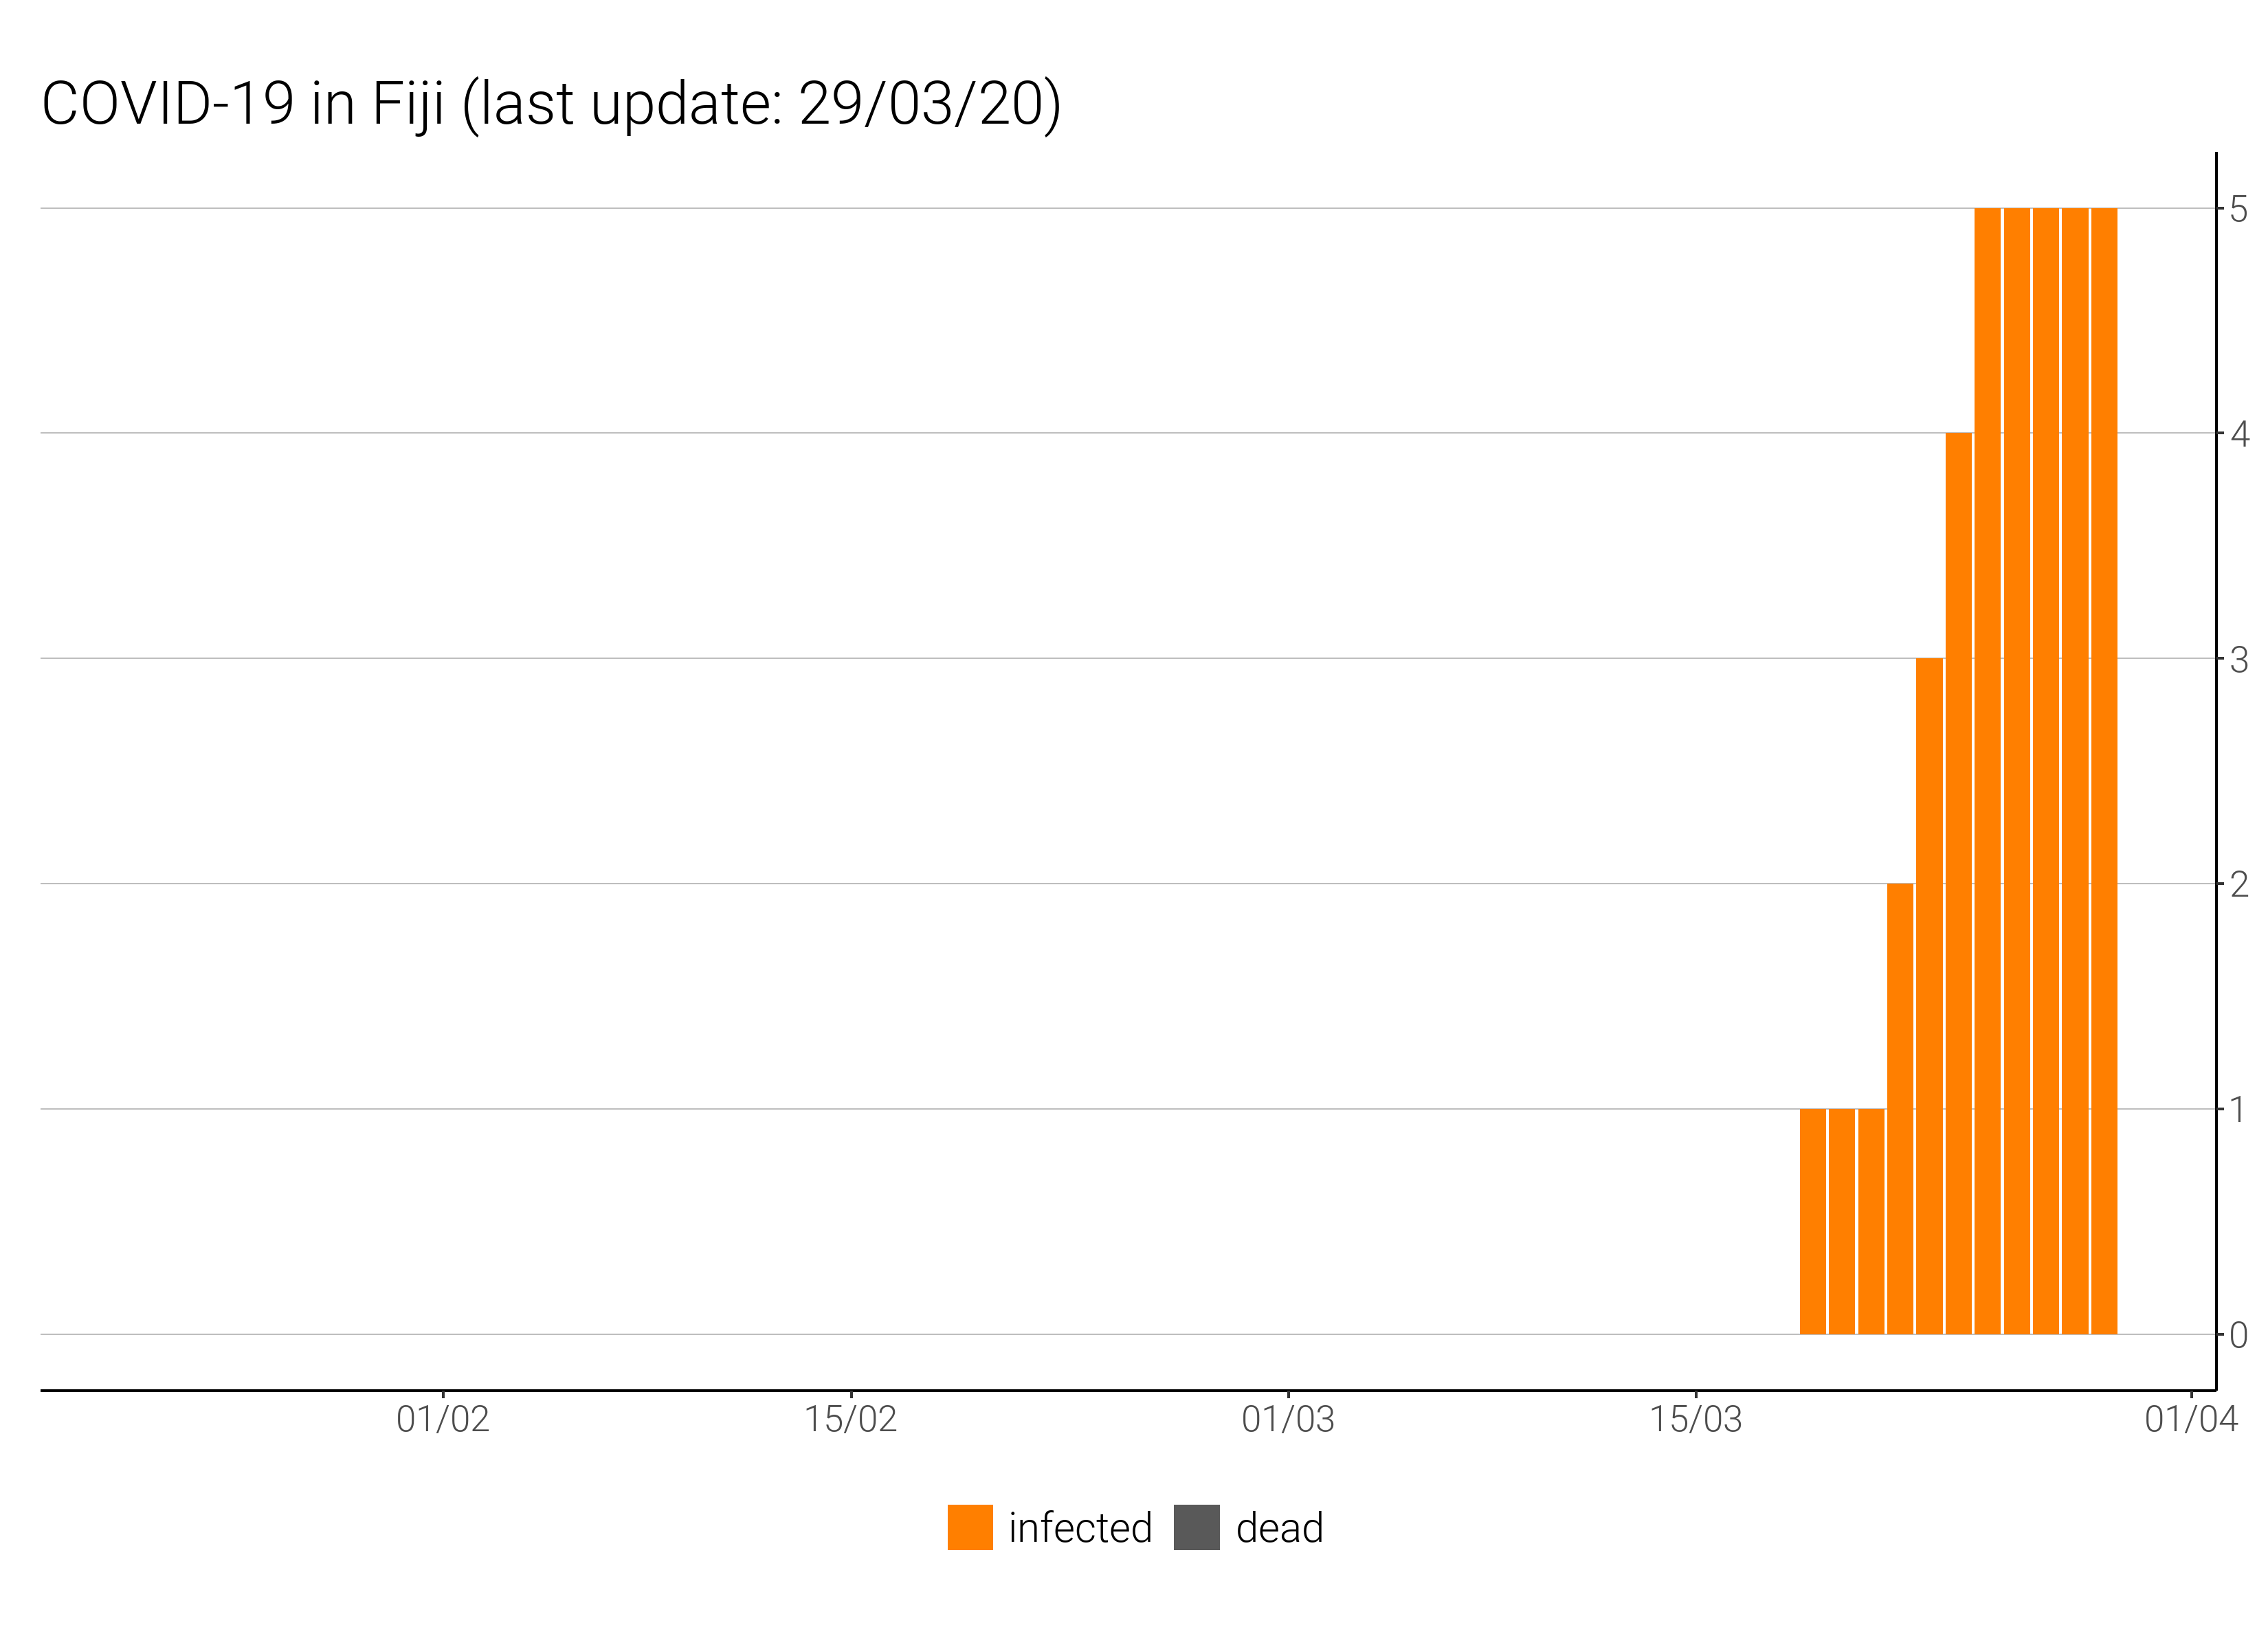 COVID-19 in Fiji (last update: 29/03/20)
5
4
3
2
1
0
01/02 15/02 01/03 15/03 01/04
infected dead